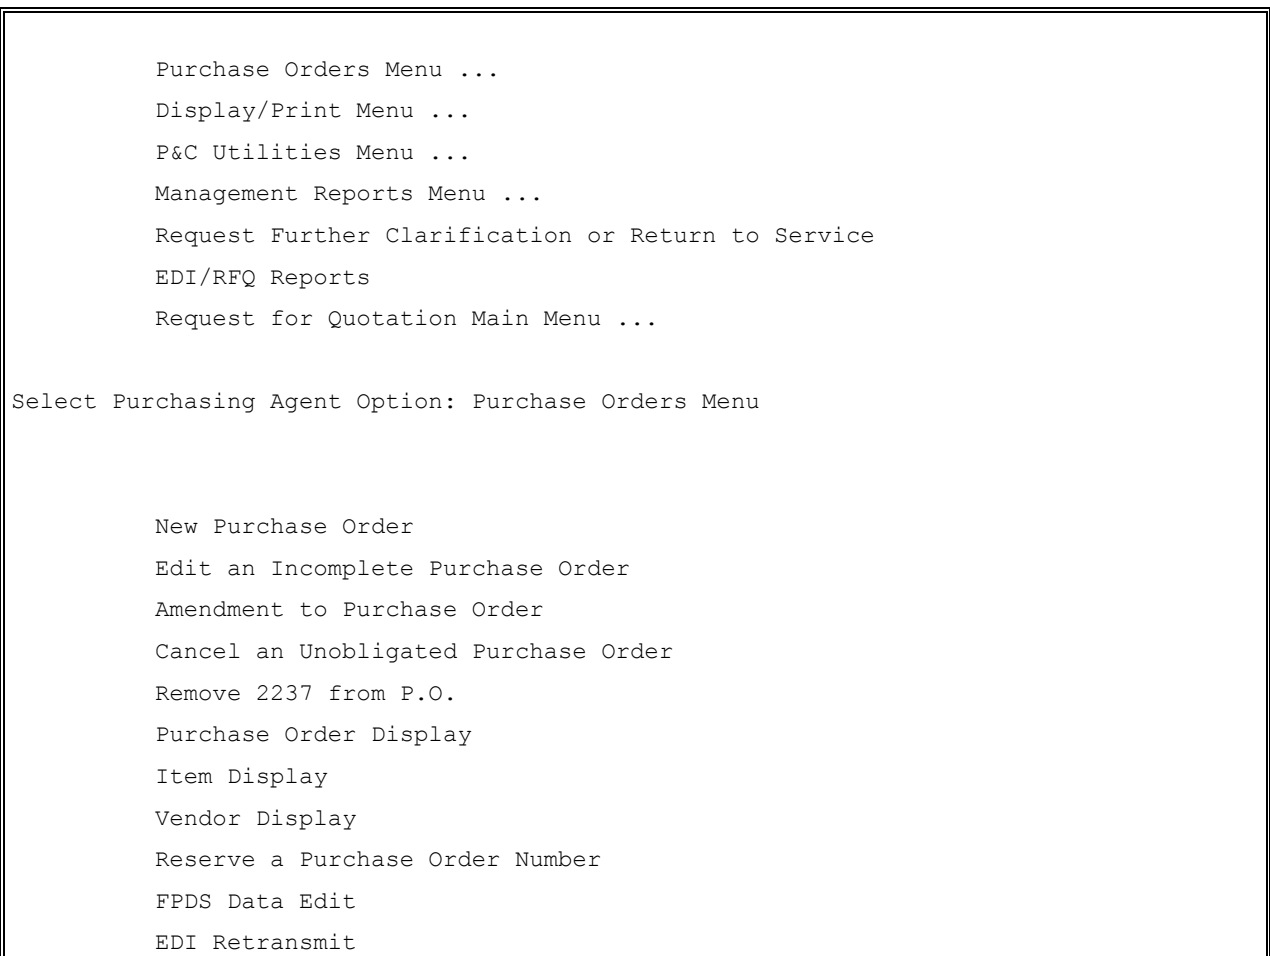 Purchase Orders Menu ...
Display/Print Menu ...
P&C Utilities Menu ...
Management Reports Menu ...
Request Further Clarification or Return to Service
EDI/RFQ Reports
Request for Quotation Main Menu ...
Select Purchasing Agent Option: Purchase Orders Menu
New Purchase Order
Edit an Incomplete Purchase Order
Amendment to Purchase Order
Cancel an Unobligated Purchase Order
Remove 2237 from P.O.
Purchase Order Display
Item Display
Vendor Display
Reserve a Purchase Order Number
FPDS Data Edit
EDI Retransmit